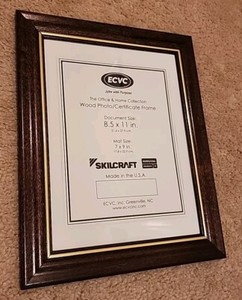 ECVC
The Office & Home Collection
Wood Photo/Certificate Frame
Document Size:
8.5 x 11 in.
Mat Size:
7 x 9 in.
SKILCRAFT
Made in the U.S.A.
ECVC, Inc. Greenville, NC